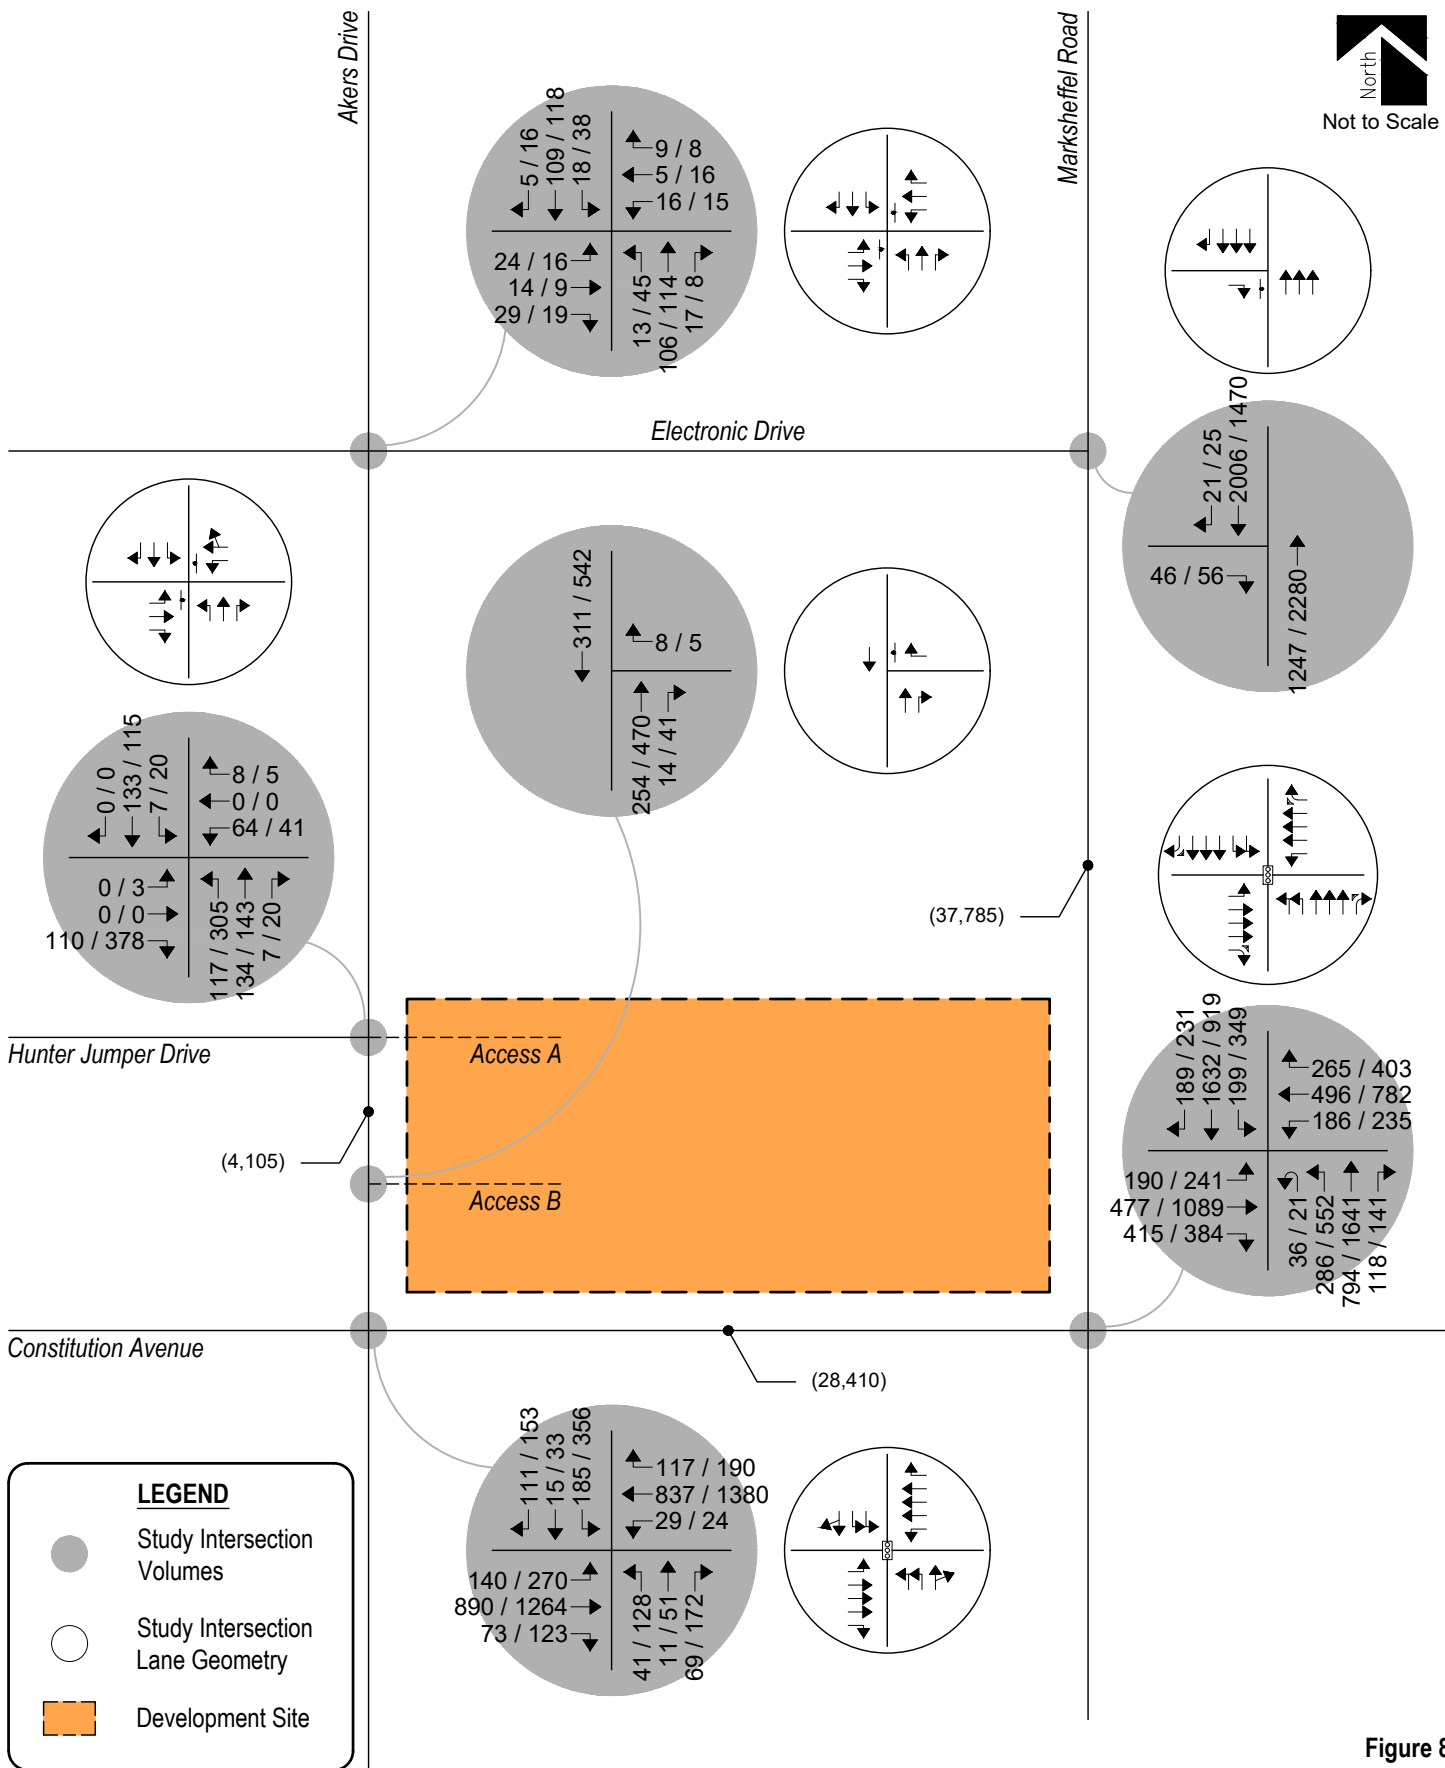 Akers Drive
Marksheffel Road
North
Not to Scale
5 / 16
109 / 118
18 / 38
9 / 8
5 / 16
16 / 15
24 / 16
14 / 9
29 / 19
13 / 45
106 / 114
17 / 8
Electronic Drive
21 / 25
2006 / 1470
46 / 56
1247 / 2280
311 / 542
8 / 5
254 / 470
14 / 41
0 / 0
133 / 115
7 / 20
8 / 5
0 / 0
64 / 41
0 / 3
0 / 0
110 / 378
117 / 305
134 / 143
7 / 20
(37,785)
Hunter Jumper Drive
Access A
(4,105)
Access B
189 / 231
1632 / 919
199 / 349
265 / 403
496 / 782
186 / 235
190 / 241
477 / 1089
415 / 384
36 / 21
286 / 552
794 / 1641
118 / 141
Constitution Avenue
(28,410)
111 / 153
15 / 33
185 / 356
117 / 190
837 / 1380
29 / 24
140 / 270
890 / 1264
73 / 123
41 / 128
11 / 51
69 / 172
LEGEND
Study Intersection
Volumes
Study Intersection
Lane Geometry
Development Site
Figure 8